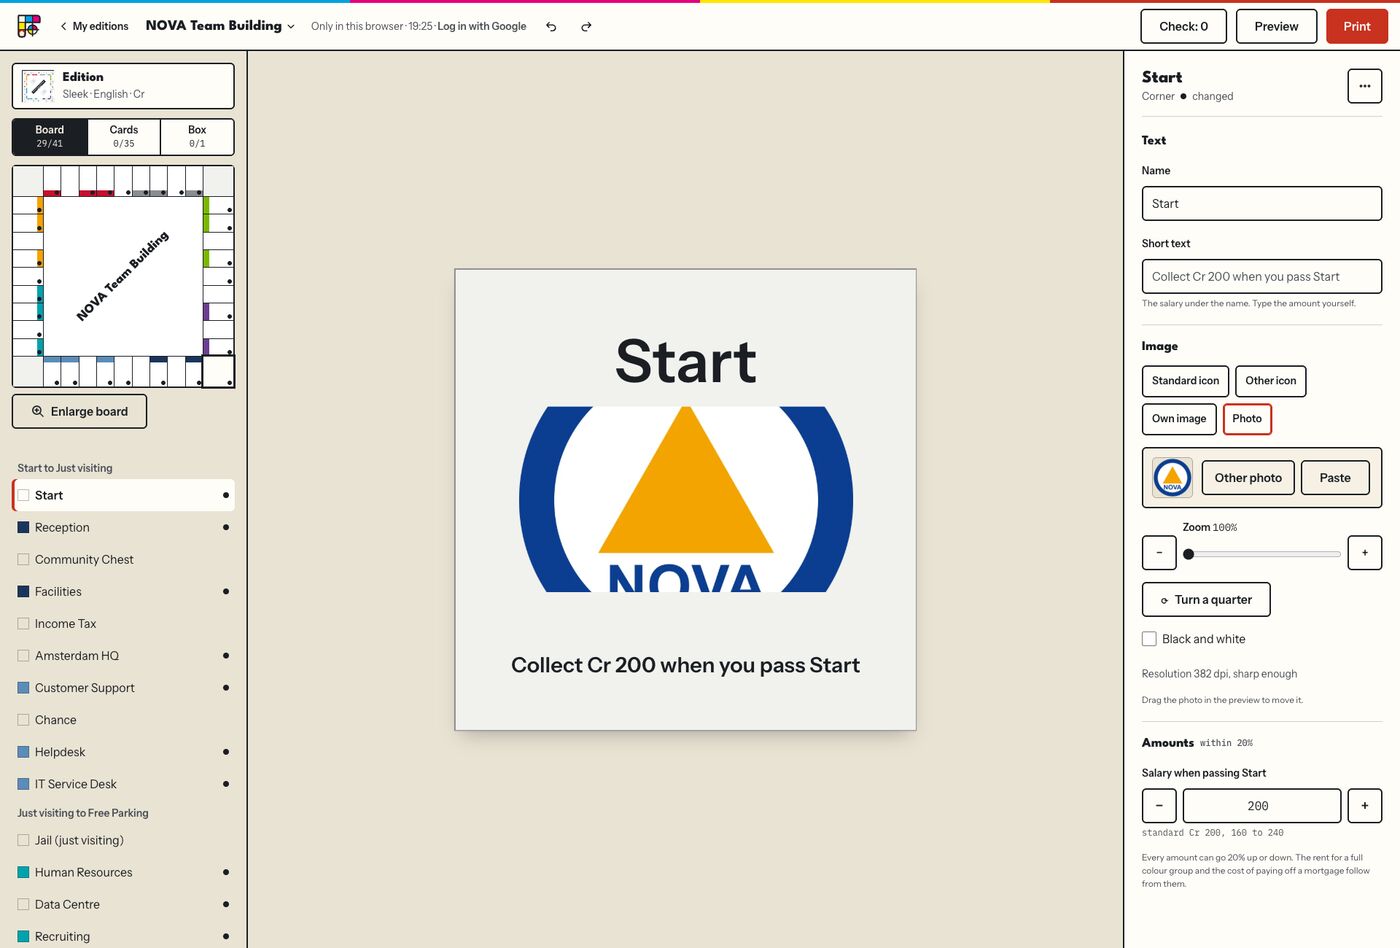 My editions
NOVA Team Building
Only in this browser · 19:25 · Log in with Google
Check: 0
Preview
Print
Edition
Sleek · English · Cr
Board
29/41
Cards
0/35
Box
0/1
NOVA Team Building
Enlarge board
Start to Just visiting
Start
Reception
Community Chest
Facilities
Income Tax
Amsterdam HQ
Customer Support
Chance
Helpdesk
IT Service Desk
Just visiting to Free Parking
Jail (just visiting)
Human Resources
Data Centre
Recruiting
Start
NOVA
Collect Cr 200 when you pass Start
Start
Corner ● changed
Text
Name
Start
Short text
Collect Cr 200 when you pass Start
The salary under the name. Type the amount yourself.
Image
Standard icon
Other icon
Own image
Photo
NOVA
Other photo
Paste
Zoom 100%
Turn a quarter
Black and white
Resolution 382 dpi, sharp enough
Drag the photo in the preview to move it.
Amounts within 20%
Salary when passing Start
− 200 +
standard Cr 200, 160 to 240
Every amount can go 20% up or down. The rent for a full
colour group and the cost of paying off a mortgage follow
from them.